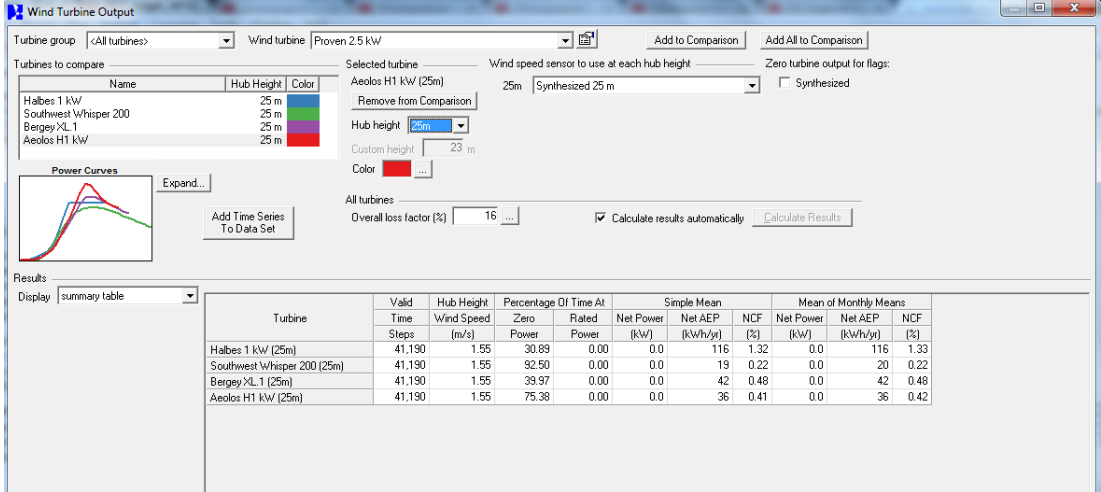 Wind Turbine Output
Turbine group <All turbines> Wind turbine Proven 2.5 kW Add to Comparison Add All to Comparison
Turbines to compare
Name Hub Height Color
Halbes 1 kW 25 m
Southwest Whisper 200 25 m
Bergey XL.1 25 m
Aeolos H1 kW 25 m
Selected turbine
Aeolos H1 kW (25m)
Remove from Comparison
Hub height 25m
Custom height 23 m
Color ...
Wind speed sensor to use at each hub height
25m Synthesized 25 m
Zero turbine output for flags:
Synthesized
Power Curves
Expand...
Add Time Series
To Data Set
All turbines
Overall loss factor (%) 16 ... Calculate results automatically Calculate Results
Results
Display summary table
Valid Hub Height Percentage Of Time At Simple Mean Mean of Monthly Means
Turbine Time Wind Speed Zero Rated Net Power Net AEP NCF Net Power Net AEP NCF
Steps (m/s) Power Power (kW) (kWh/yr) (%) (kW) (kWh/yr) (%)
Halbes 1 kW (25m) 41,190 1.55 30.89 0.00 0.0 116 1.32 0.0 116 1.33
Southwest Whisper 200 (25m) 41,190 1.55 92.50 0.00 0.0 19 0.22 0.0 20 0.22
Bergey XL.1 (25m) 41,190 1.55 39.97 0.00 0.0 42 0.48 0.0 42 0.48
Aeolos H1 kW (25m) 41,190 1.55 75.38 0.00 0.0 36 0.41 0.0 36 0.42